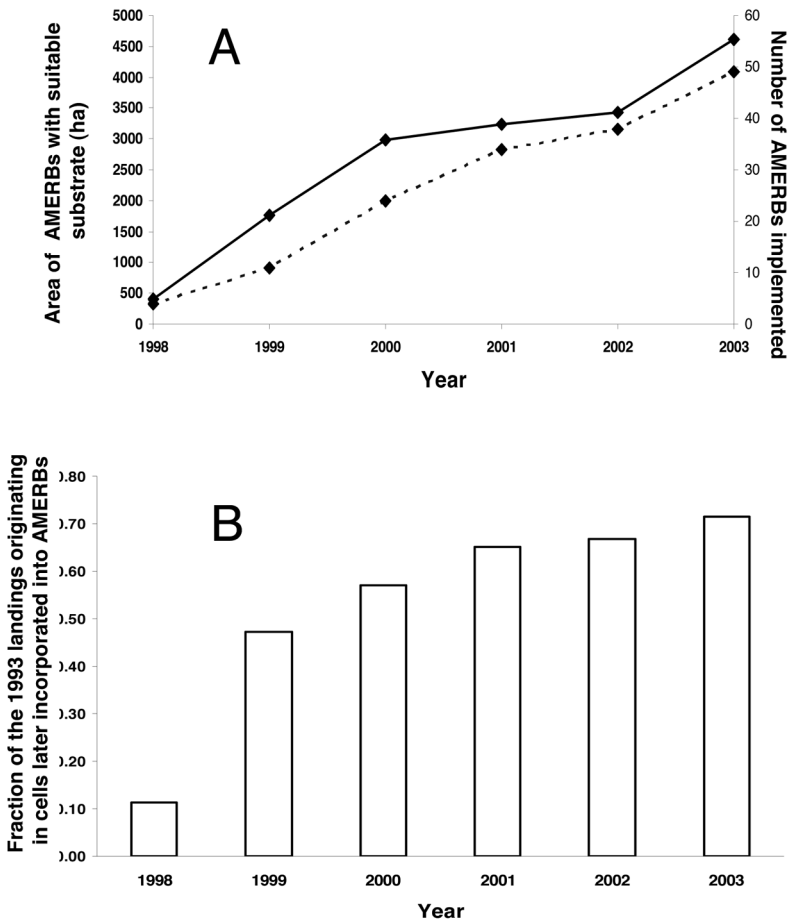 A
Area of AMERBs with suitable
substrate (ha)
5000
4500
4000
3500
3000
2500
2000
1500
1000
500
0
60
50
40
30
20
10
0
Number of AMERBs implemented
1998 1999 2000 2001 2002 2003
Year
B
Fraction of the 1993 landings originating
in cells later incorporated into AMERBs
).80
).70
).60
).50
).40
).30
).20
).10
).00
1998 1999 2000 2001 2002 2003
Year